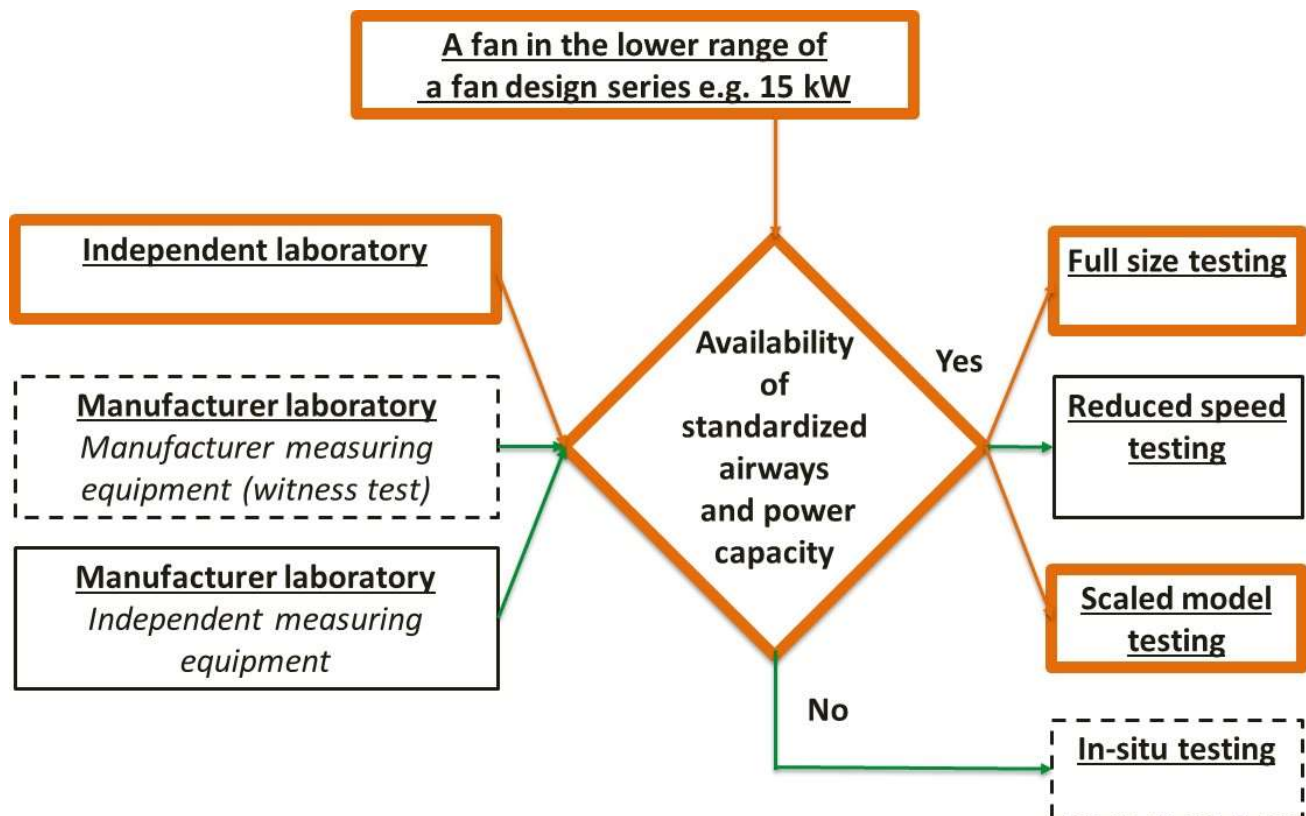 A fan in the lower range of
a fan design series e.g. 15 kW
Independent laboratory
Manufacturer laboratory
Manufacturer measuring
equipment (witness test)
Manufacturer laboratory
Independent measuring
equipment
Availability
of
standardized
airways
and power
capacity
Yes
No
Full size testing
Reduced speed
testing
Scaled model
testing
In-situ testing